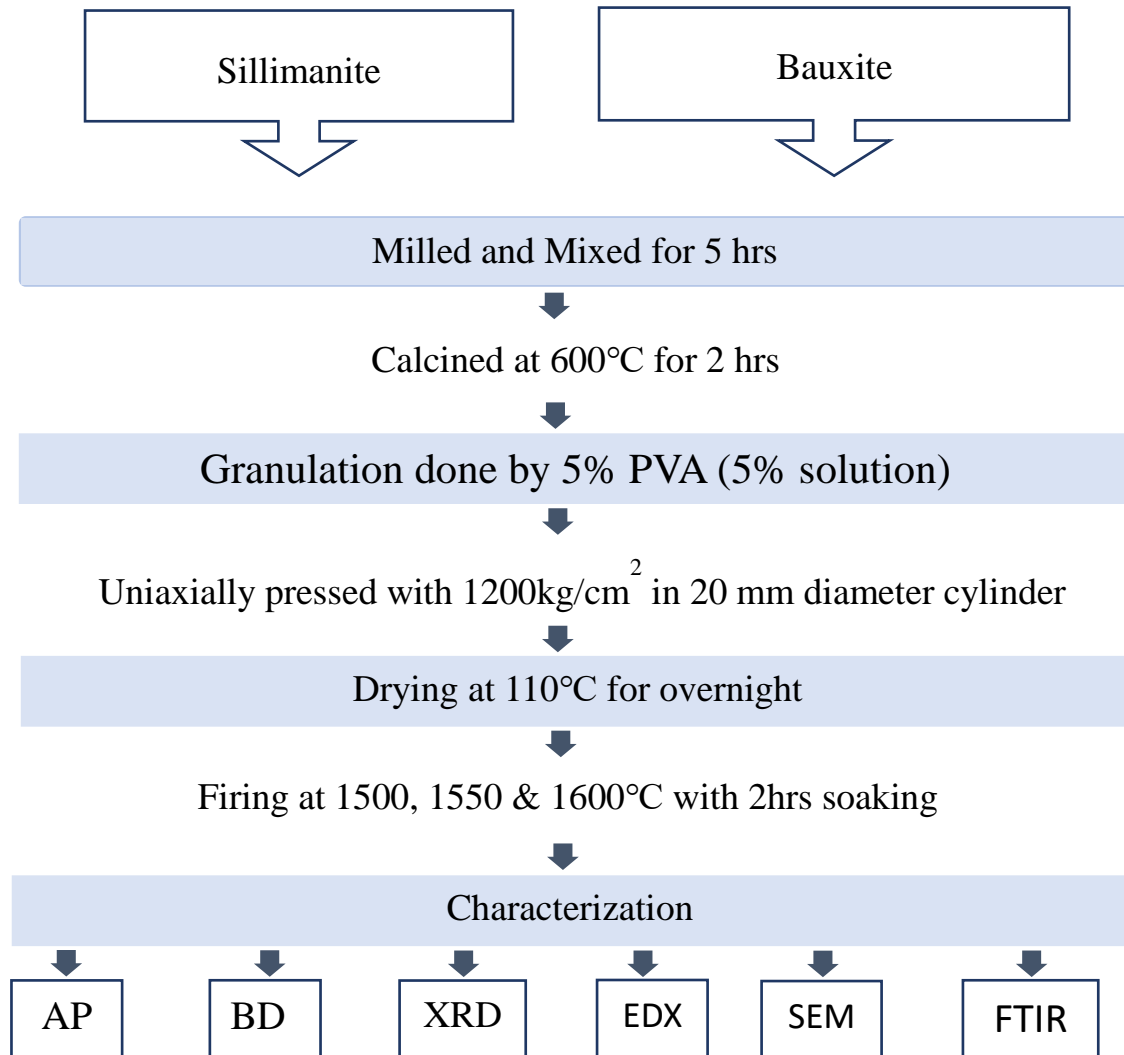 Sillimanite
Bauxite
Milled and Mixed for 5 hrs
Calcined at 600°C for 2 hrs
Granulation done by 5% PVA (5% solution)
Uniaxially pressed with 1200kg/cm² in 20 mm diameter cylinder
Drying at 110°C for overnight
Firing at 1500, 1550 & 1600°C with 2hrs soaking
Characterization
AP
BD
XRD
EDX
SEM
FTIR